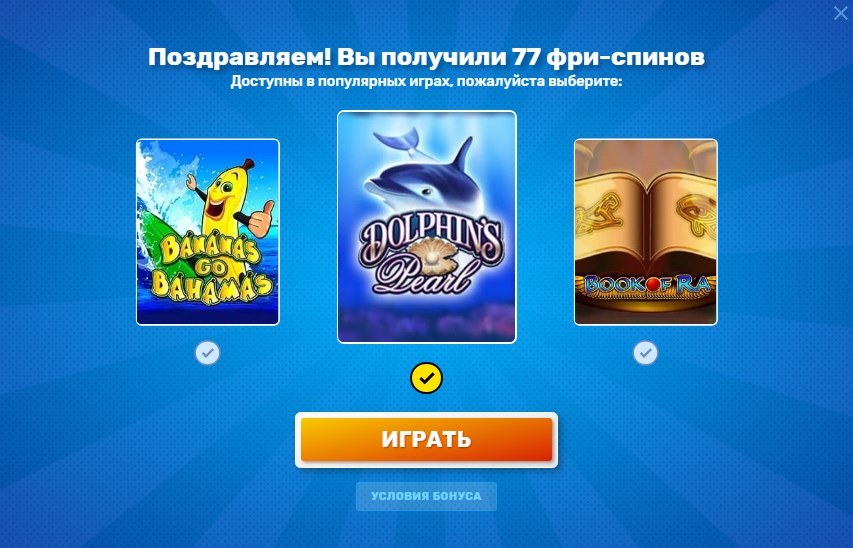 Поздравляем! Вы получили 77 фри-спинов
Доступны в популярных играх, пожалуйста выберите:
BANANAS
GO
BAHAMAS
DOLPHIN'S
Pearl
BOOK OF RA
ИГРАТЬ
УСЛОВИЯ БОНУСА